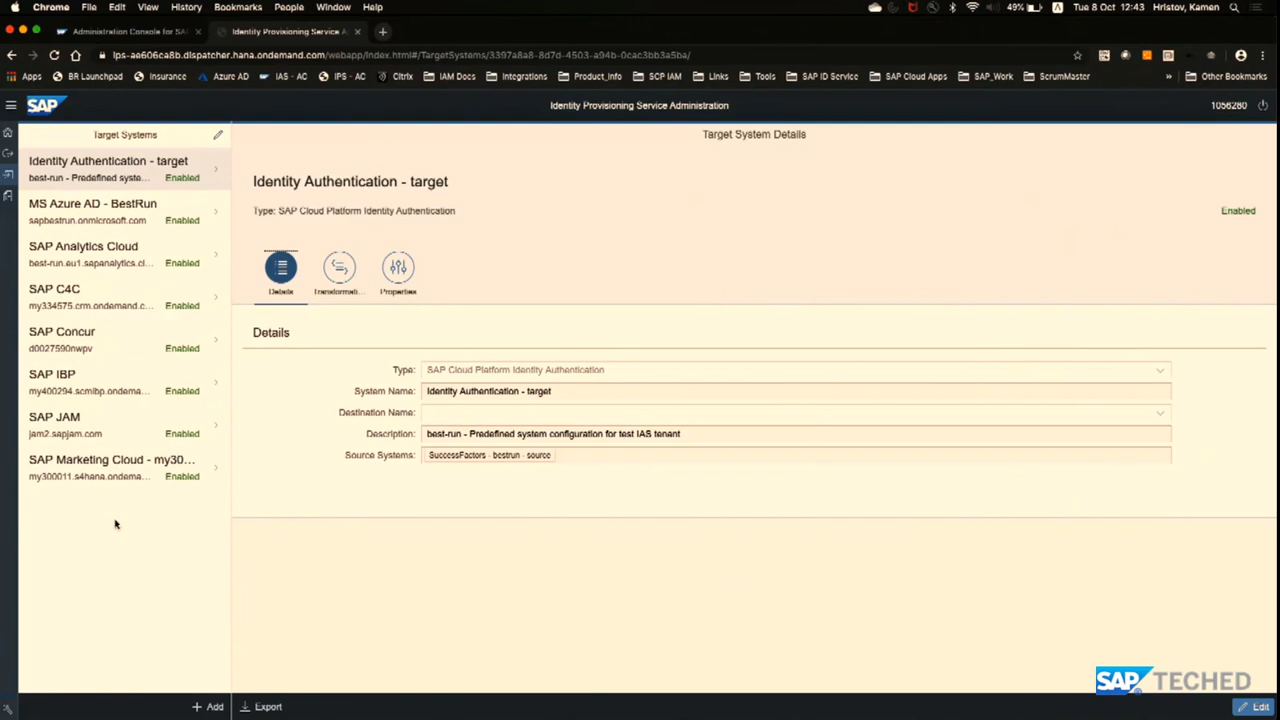 Chrome File Edit View History Bookmarks People Window Help 49% A Tue 8 Oct 12:43 Hristov, Kamen
Administration Console for SA × Identity Provisioning Service A × +
ips-ae606ca8b.dispatcher.hana.ondemand.com/webapp/index.html#/TargetSystems/3397a8a8-8d7d-4503-a94b-0cac3bb3a5ba/
Apps BR Launchpad Insurance Azure AD IAS - AC IPS - AC Citrix IAM Docs Integrations Product_Info SCP IAM Links Tools SAP ID Service SAP Cloud Apps SAP_Work ScrumMaster » Other Bookmarks
SAP Identity Provisioning Service Administration 1056280
Target Systems
Target System Details
Identity Authentication - target
best-run - Predefined syste... Enabled
MS Azure AD - BestRun
sapbestrun.onmicrosoft.com Enabled
SAP Analytics Cloud
best-run.eu1.sapanalytics.cl... Enabled
SAP C4C
my334575.crm.ondemand.c... Enabled
SAP Concur
d0027590nwpv Enabled
SAP IBP
my400294.scmibp.ondema... Enabled
SAP JAM
jam2.sapjam.com Enabled
SAP Marketing Cloud - my30...
my300011.s4hana.ondema... Enabled
Identity Authentication - target
Type: SAP Cloud Platform Identity Authentication Enabled
Details Transformati... Properties
Details
Type: SAP Cloud Platform Identity Authentication
System Name: Identity Authentication - target
Destination Name:
Description: best-run - Predefined system configuration for test IAS tenant
Source Systems: SuccessFactors - bestrun - source
SAP TECHED
+ Add Export Edit